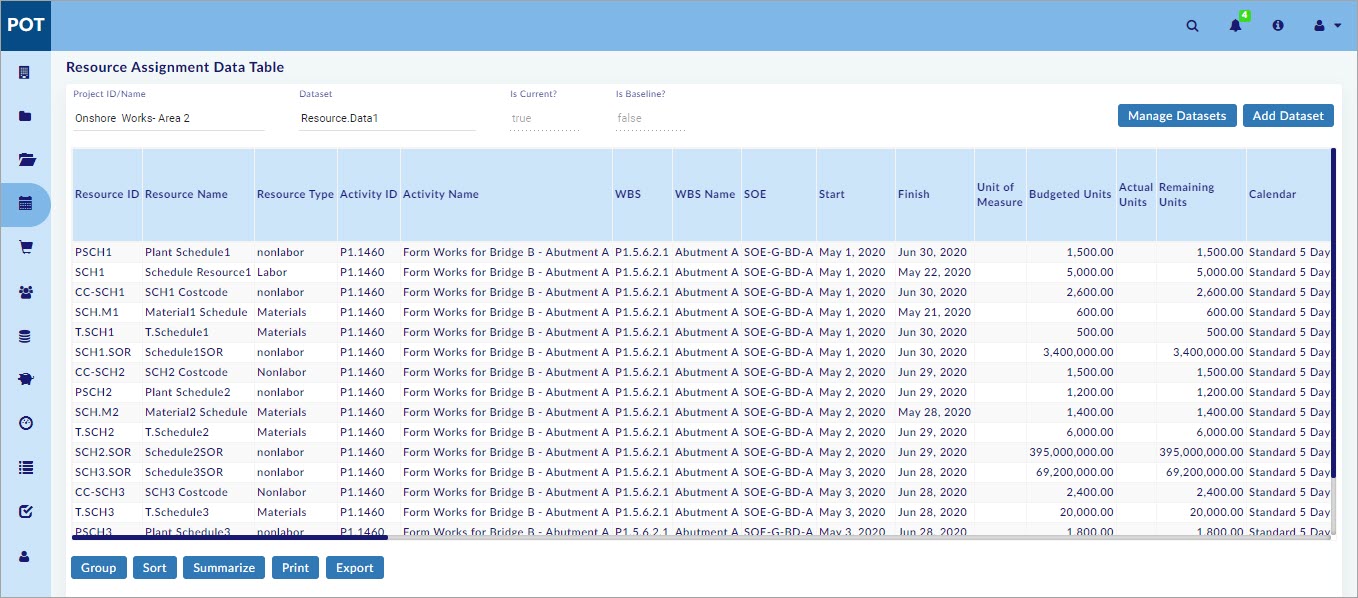 POT
4
Resource Assignment Data Table
Project ID/Name Dataset Is Current? Is Baseline?
Onshore Works- Area 2 Resource.Data1 true false Manage Datasets Add Dataset
Resource ID Resource Name Resource Type Activity ID Activity Name WBS WBS Name SOE Start Finish Unit of Measure Budgeted Units Actual Units Remaining Units Calendar
PSCH1 Plant Schedule1 nonlabor P1.1460 Form Works for Bridge B - Abutment A P1.5.6.2.1 Abutment A SOE-G-BD-A May 1, 2020 Jun 30, 2020 1,500.00 1,500.00 Standard 5 Day
SCH1 Schedule Resource1 Labor P1.1460 Form Works for Bridge B - Abutment A P1.5.6.2.1 Abutment A SOE-G-BD-A May 1, 2020 May 22, 2020 5,000.00 5,000.00 Standard 5 Day
CC-SCH1 SCH1 Costcode nonlabor P1.1460 Form Works for Bridge B - Abutment A P1.5.6.2.1 Abutment A SOE-G-BD-A May 1, 2020 Jun 30, 2020 2,600.00 2,600.00 Standard 5 Day
SCH.M1 Material1 Schedule Materials P1.1460 Form Works for Bridge B - Abutment A P1.5.6.2.1 Abutment A SOE-G-BD-A May 1, 2020 May 21, 2020 600.00 600.00 Standard 5 Day
T.SCH1 T.Schedule1 Materials P1.1460 Form Works for Bridge B - Abutment A P1.5.6.2.1 Abutment A SOE-G-BD-A May 1, 2020 Jun 30, 2020 500.00 500.00 Standard 5 Day
SCH1.SOR Schedule1SOR nonlabor P1.1460 Form Works for Bridge B - Abutment A P1.5.6.2.1 Abutment A SOE-G-BD-A May 1, 2020 Jun 30, 2020 3,400,000.00 3,400,000.00 Standard 5 Day
CC-SCH2 SCH2 Costcode Nonlabor P1.1460 Form Works for Bridge B - Abutment A P1.5.6.2.1 Abutment A SOE-G-BD-A May 2, 2020 Jun 29, 2020 1,500.00 1,500.00 Standard 5 Day
PSCH2 Plant Schedule2 nonlabor P1.1460 Form Works for Bridge B - Abutment A P1.5.6.2.1 Abutment A SOE-G-BD-A May 2, 2020 Jun 29, 2020 1,200.00 1,200.00 Standard 5 Day
SCH.M2 Material2 Schedule Materials P1.1460 Form Works for Bridge B - Abutment A P1.5.6.2.1 Abutment A SOE-G-BD-A May 2, 2020 May 28, 2020 1,400.00 1,400.00 Standard 5 Day
T.SCH2 T.Schedule2 Materials P1.1460 Form Works for Bridge B - Abutment A P1.5.6.2.1 Abutment A SOE-G-BD-A May 2, 2020 Jun 29, 2020 6,000.00 6,000.00 Standard 5 Day
SCH2.SOR Schedule2SOR nonlabor P1.1460 Form Works for Bridge B - Abutment A P1.5.6.2.1 Abutment A SOE-G-BD-A May 2, 2020 Jun 29, 2020 395,000,000.00 395,000,000.00 Standard 5 Day
SCH3.SOR Schedule3SOR nonlabor P1.1460 Form Works for Bridge B - Abutment A P1.5.6.2.1 Abutment A SOE-G-BD-A May 3, 2020 Jun 28, 2020 69,200,000.00 69,200,000.00 Standard 5 Day
CC-SCH3 SCH3 Costcode Nonlabor P1.1460 Form Works for Bridge B - Abutment A P1.5.6.2.1 Abutment A SOE-G-BD-A May 3, 2020 Jun 28, 2020 2,400.00 2,400.00 Standard 5 Day
T.SCH3 T.Schedule3 Materials P1.1460 Form Works for Bridge B - Abutment A P1.5.6.2.1 Abutment A SOE-G-BD-A May 3, 2020 Jun 28, 2020 20,000.00 20,000.00 Standard 5 Day
PSCH3 Plant Schedule3 nonlabor P1.1460 Form Works for Bridge B - Abutment A P1.5.6.2.1 Abutment A SOE-G-BD-A May 3, 2020 Jun 28, 2020 1,800.00 1,800.00 Standard 5 Day
Group Sort Summarize Print Export